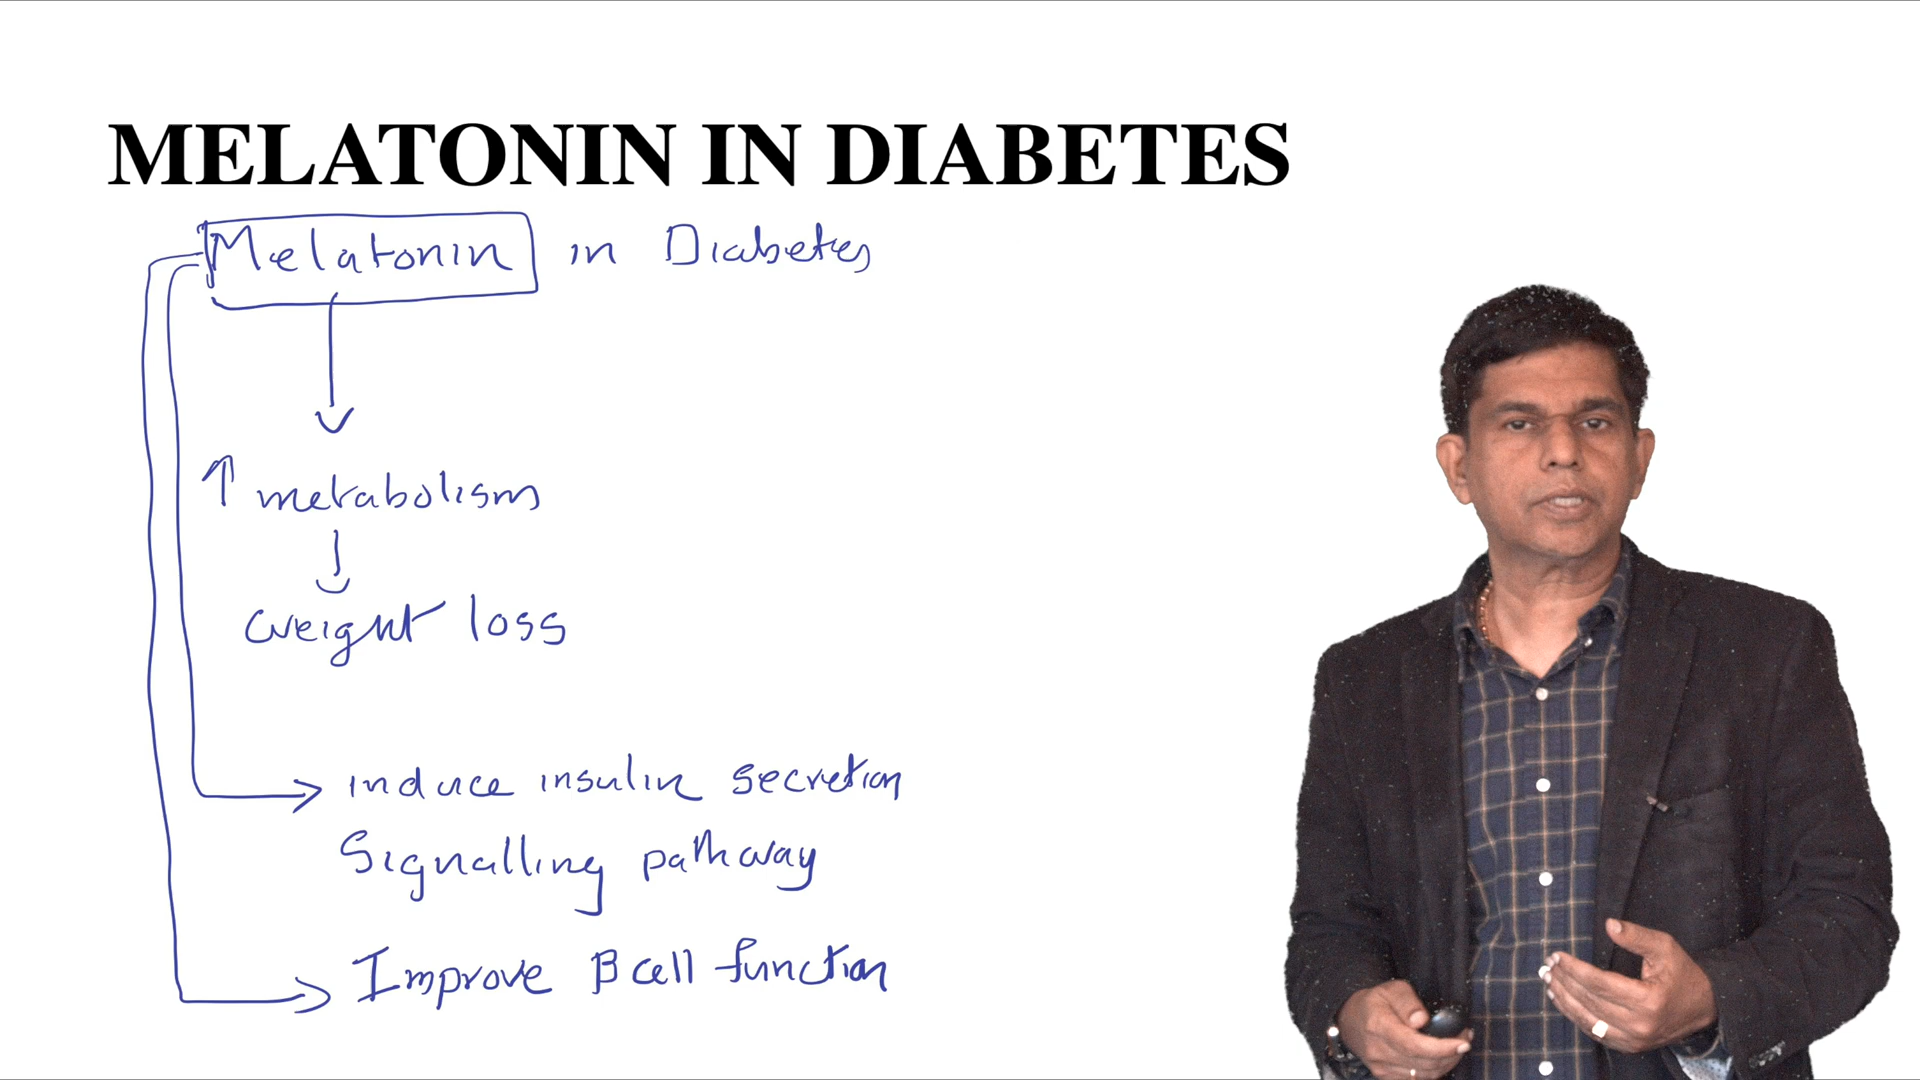 MELATONIN IN DIABETES
Melatonin in Diabetes
↑ metabolism
↓
weight loss
→ induce insulin secretion
Signalling pathway
→ Improve β cell function